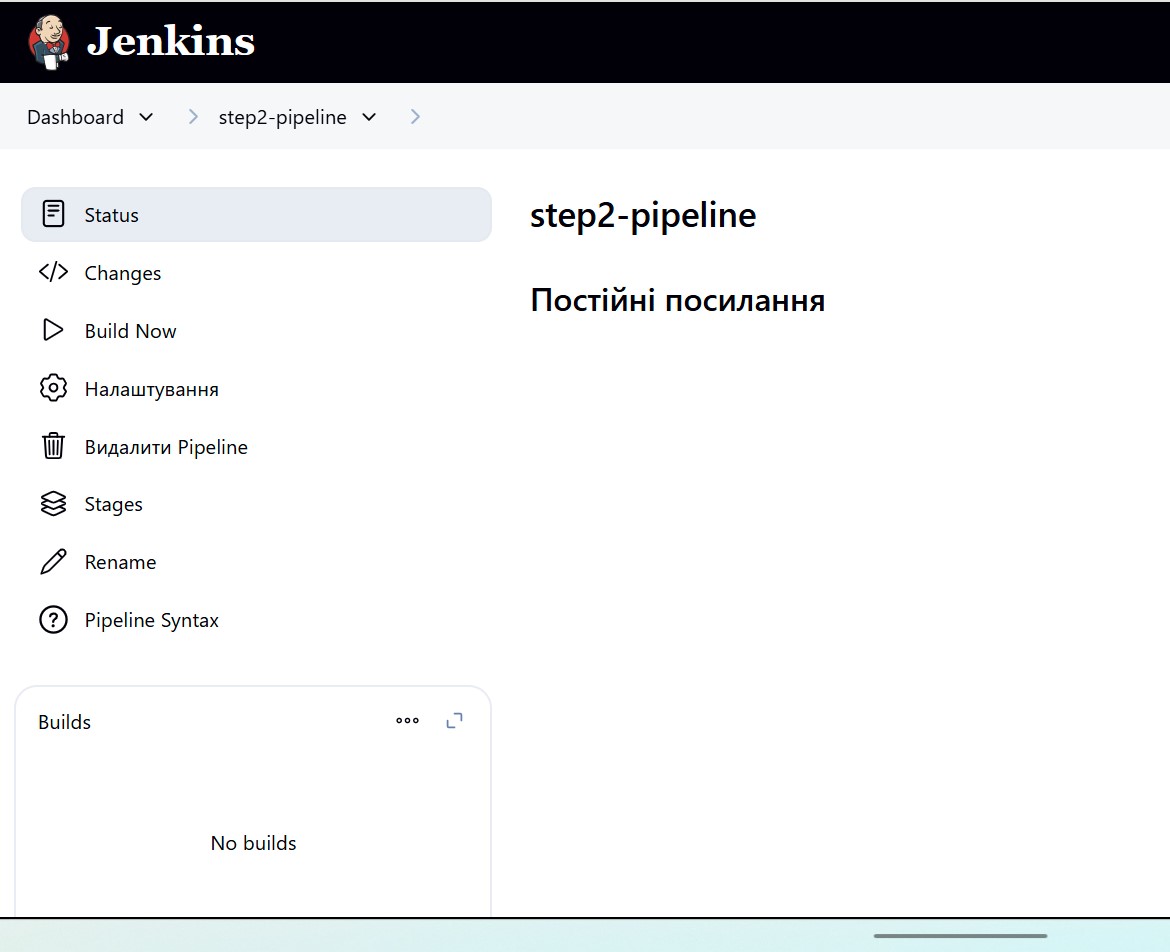 Jenkins
Dashboard
step2-pipeline
Status
Changes
Build Now
Налаштування
Видалити Pipeline
Stages
Rename
Pipeline Syntax
Builds
No builds
step2-pipeline
Постійні посилання